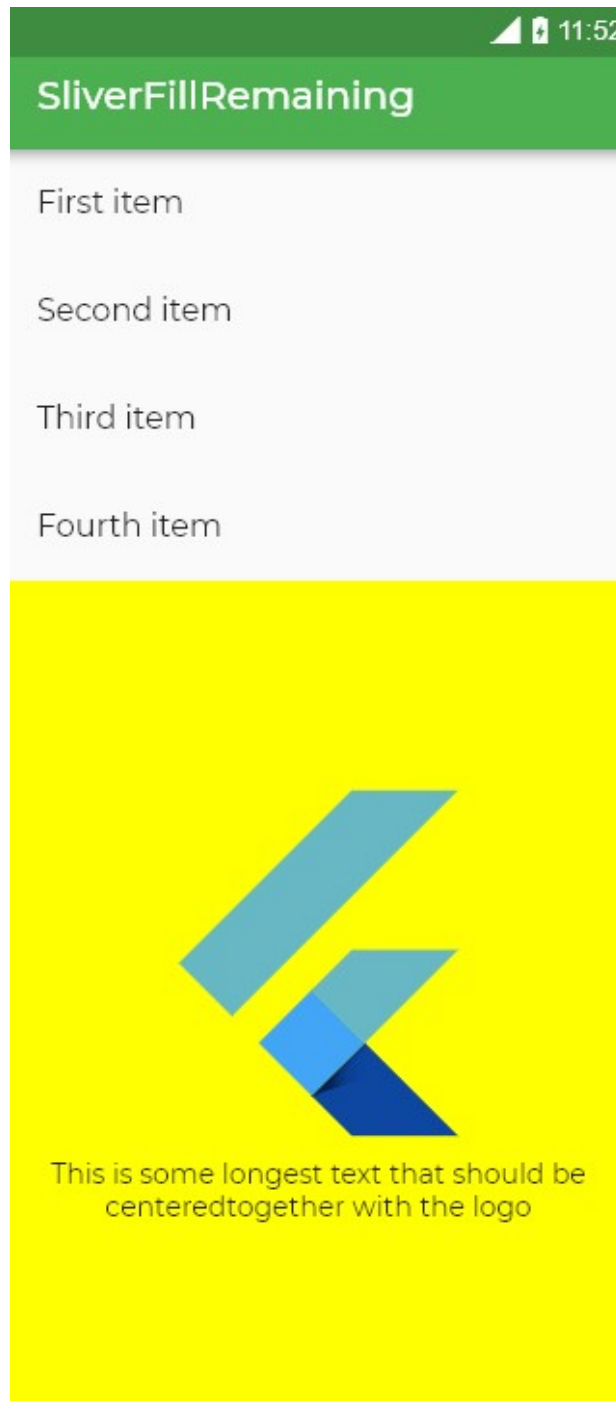 11:52
SliverFillRemaining
First item
Second item
Third item
Fourth item
This is some longest text that should be
centeredtogether with the logo